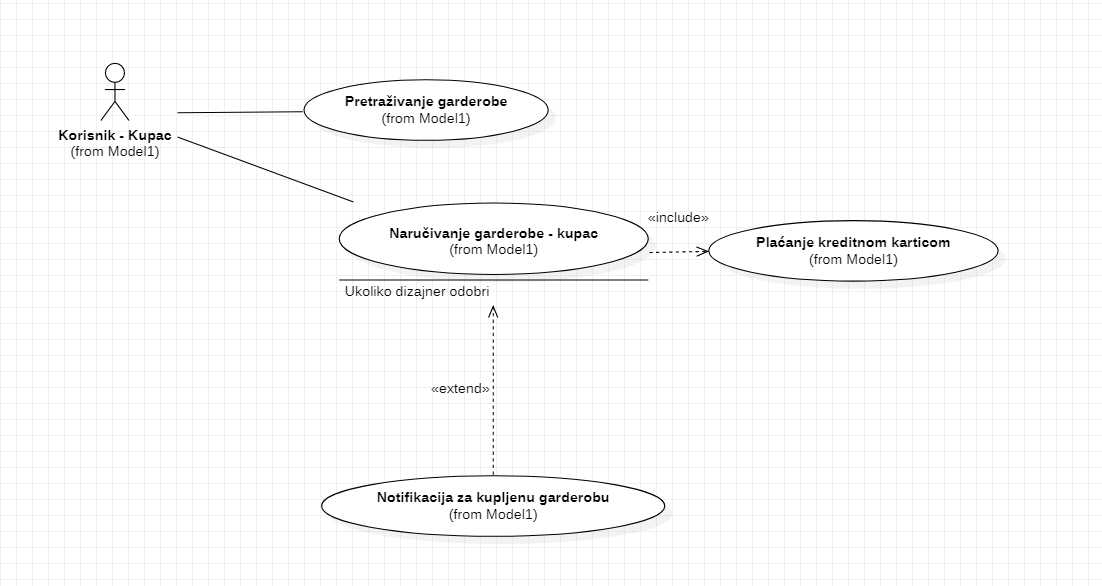 Korisnik - Kupac
(from Model1)
Pretraživanje garderobe
(from Model1)
Naručivanje garderobe - kupac
(from Model1)
Ukoliko dizajner odobri
«include»
Plaćanje kreditnom karticom
(from Model1)
«extend»
Notifikacija za kupljenu garderobu
(from Model1)